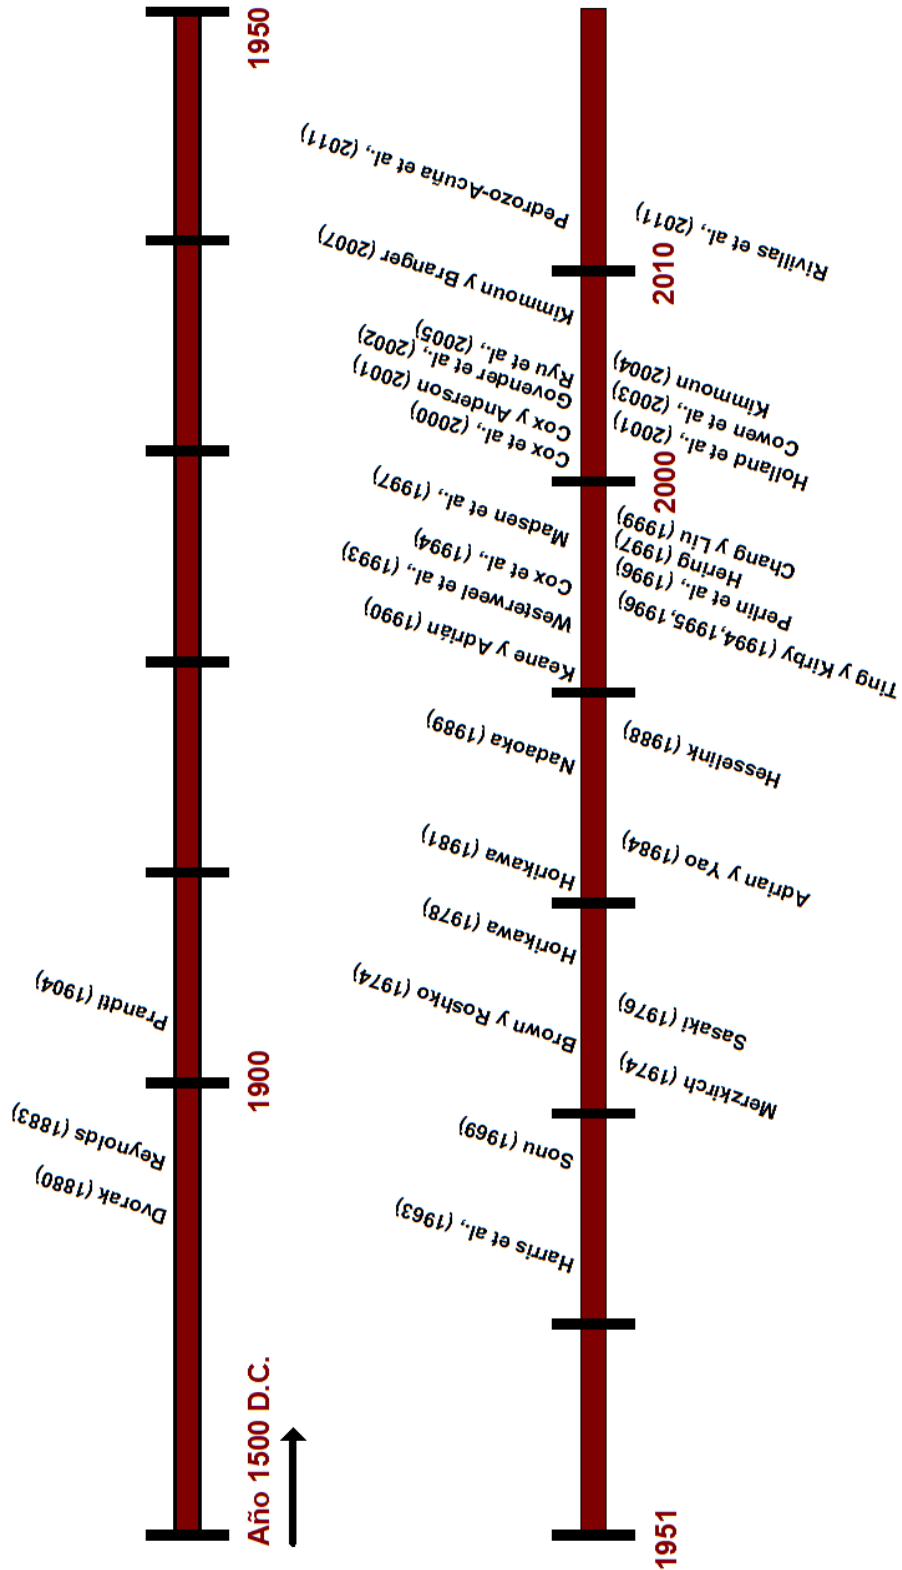 Dvorak (1880)
Reynolds (1883)
Prandtl (1904)
Año 1500 D.C.
1900
1950
Harris et al., (1963)
Sonu (1969)
Brown y Roshko (1974)
Horikawa (1978)
Horikawa (1981)
Nadaoka (1989)
Keane y Adrián (1990)
Westerweel et al., (1993)
Cox et al., (1994)
Madsen et al., (1997)
Cox et al., (2000)
Cox y Anderson (2001)
Govender et al., (2002)
Ryu et al., (2005)
Kimmoun y Branger (2007)
Pedrozo-Acuña et al., (2011)
Merzkirch (1974)
Sasaki (1976)
Adrian y Yao (1984)
Hesselink (1988)
Ting y Kirby (1994,1995,1996)
Perlin et al., (1996)
Hering (1997)
Chang y Liu (1999)
Holland et al., (2001)
Cowen et al., (2003)
Kimmoun (2004)
Rivillas et al., (2011)
1951
2000
2010